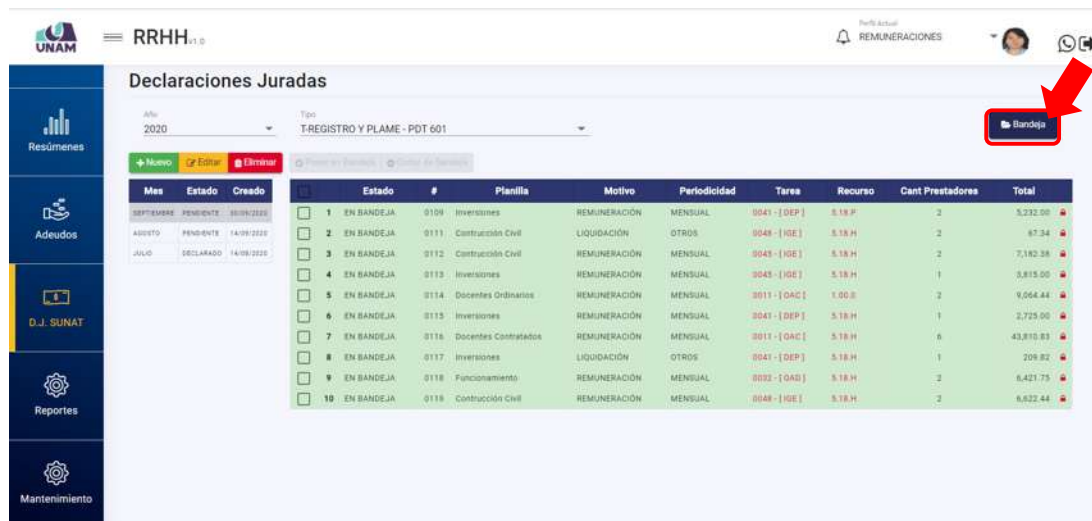 UNAM
RRHH v1.0
Perfil Actual
REMUNERACIONES
Declaraciones Juradas
Año
2020
Tipo
T-REGISTRO Y PLAME - PDT 601
Bandeja
Resúmenes
Adeudos
D.J. SUNAT
Reportes
Mantenimiento
Nuevo Editar Eliminar
Mes Estado Creado
SEPTIEMBRE PENDIENTE 30/09/2020
AGOSTO PENDIENTE 14/09/2020
JULIO DECLARADO 14/08/2020
Estado # Planilla Motivo Periodicidad Tarea Recurso Cant Prestadores Total
1 EN BANDEJA 0109 Inversiones REMUNERACIÓN MENSUAL 0041 - [ DEP ] 5.18.P 2 5,232.00
2 EN BANDEJA 0111 Contrucción Civil LIQUIDACIÓN OTROS 0048 - [ IGE ] 5.18.H 2 67.34
3 EN BANDEJA 0112 Contrucción Civil REMUNERACIÓN MENSUAL 0048 - [ IGE ] 5.18.H 2 7,182.38
4 EN BANDEJA 0113 Inversiones REMUNERACIÓN MENSUAL [ IGE ] 5.18.H 1 3,815.00
5 EN BANDEJA 0114 Docentes Ordinarios REMUNERACIÓN MENSUAL 0011 - [ OAC ] 1.00.0 2 9,064.44
6 EN BANDEJA 0115 Inversiones REMUNERACIÓN MENSUAL 0041 - [ DEP ] 5.18.H 1 2,725.00
7 EN BANDEJA 0116 Docentes Contratados REMUNERACIÓN MENSUAL 0011 - [ OAC ] 5.18.H 6 43,810.83
8 EN BANDEJA 0117 Inversiones LIQUIDACIÓN OTROS 0041 - [ DEP ] 5.18.H 1 209.82
9 EN BANDEJA 0118 Funcionamiento REMUNERACIÓN MENSUAL 0032 - [ OAD ] 5.18.H 2 6,421.75
10 EN BANDEJA 0119 Contrucción Civil REMUNERACIÓN MENSUAL 0048 - [ IGE ] 5.18.H 2 6,622.44